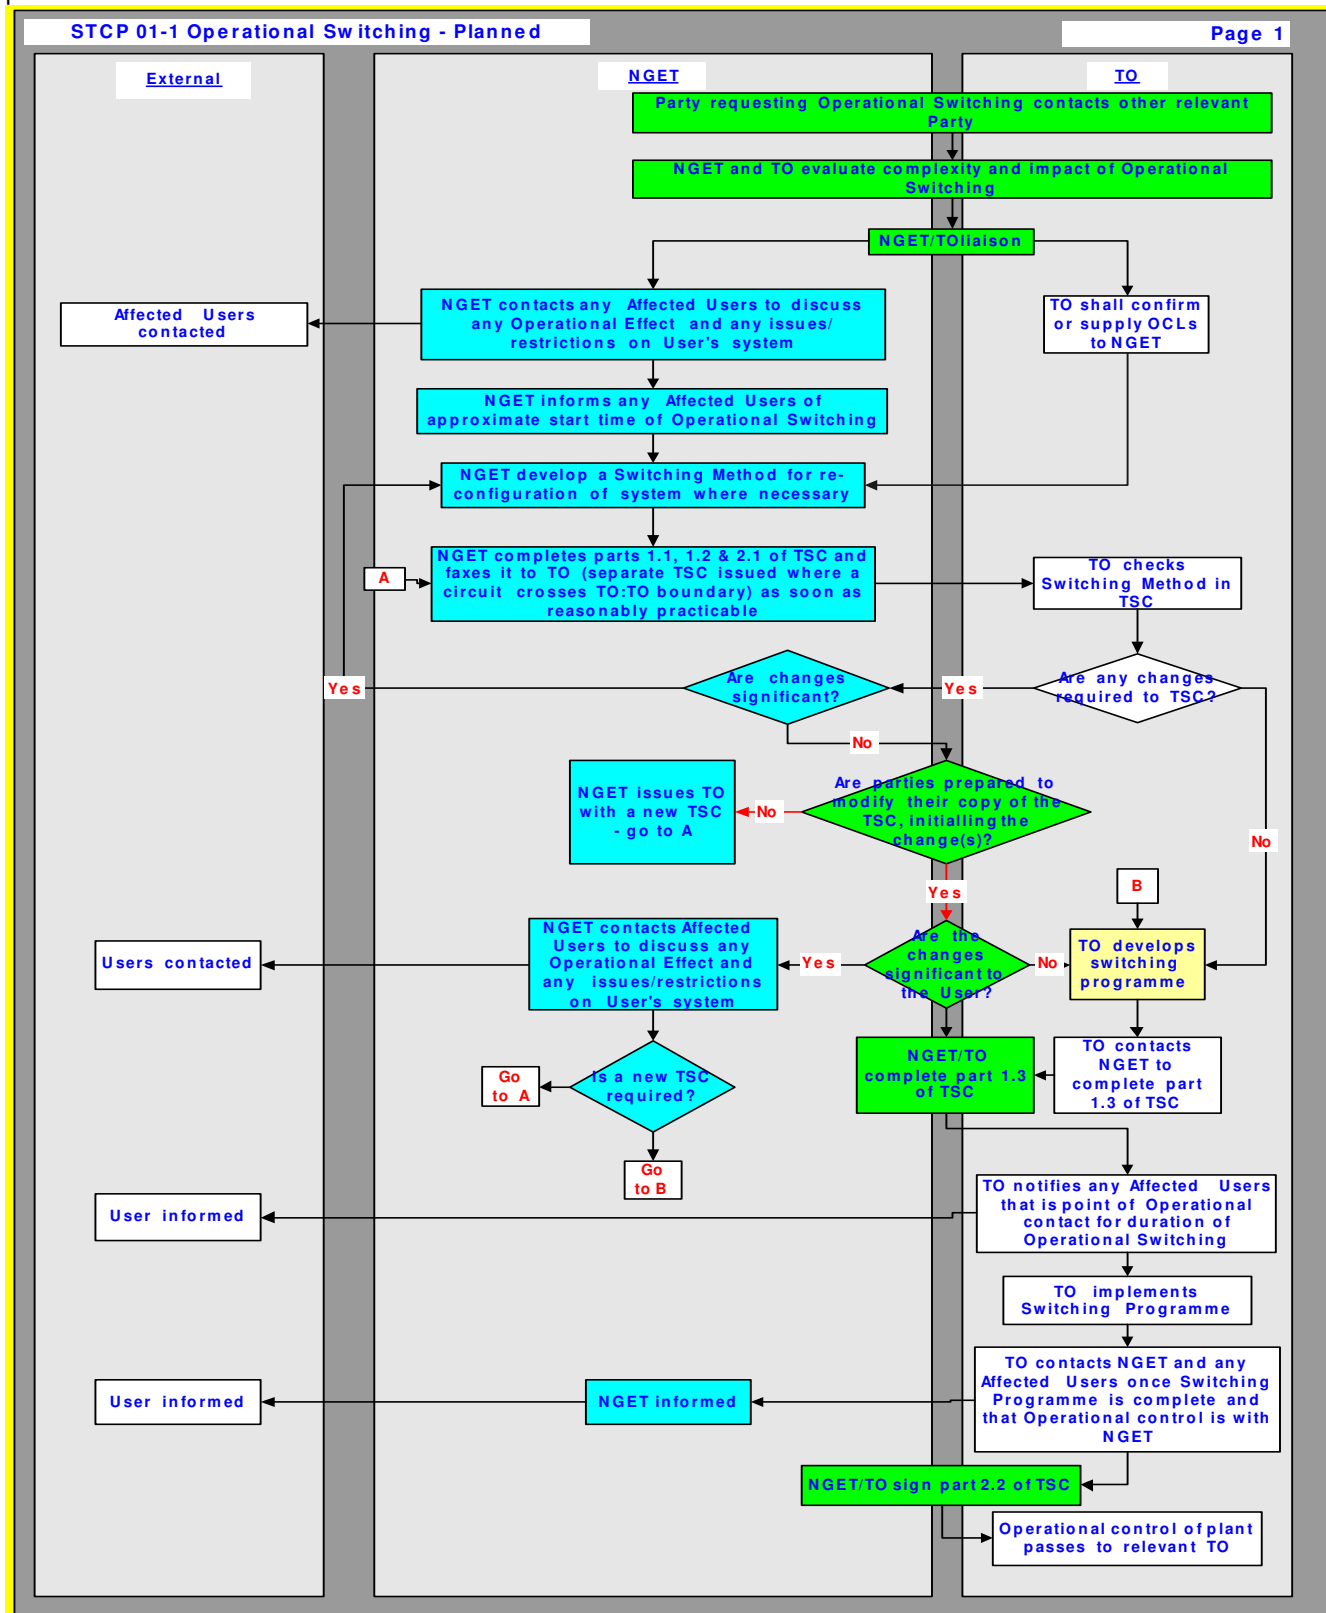 STCP 01-1 Operational Switching - Planned
Page 1
External
NGET
TO
Party requesting Operational Switching contacts other relevant
Party
NGET and TO evaluate complexity and impact of Operational
Switching
NGET/TOliaison
NGET contacts any Affected Users to discuss
any Operational Effect and any issues/
restrictions on User's system
Affected Users
contacted
TO shall confirm
or supply OCLs
to NGET
NGET informs any Affected Users of
approximate start time of Operational Switching
NGET develop a Switching Method for re-
configuration of system where necessary
A
NGET completes parts 1.1, 1.2 & 2.1 of TSC and
faxes it to TO (separate TSC issued where a
circuit crosses TO:TO boundary) as soon as
reasonably practicable
TO checks
Switching Method in
TSC
Yes
Are changes
significant?
Yes
Are any changes
required to TSC?
No
NGET issues TO
with a new TSC
- go to A
No
Are parties prepared to
modify their copy of the
TSC, initialling the
change(s)?
No
Yes
B
Users contacted
NGET contacts Affected
Users to discuss any
Operational Effect and
any issues/restrictions
on User's system
Yes
Are the
changes
significant to
the User?
No
TO develops
switching
programme
Go
to A
Is a new TSC
required?
NGET/TO
complete part 1.3
of TSC
TO contacts
NGET to
complete part
1.3 of TSC
Go
to B
User informed
TO notifies any Affected Users
that is point of Operational
contact for duration of
Operational Switching
TO implements
Switching Programme
User informed
NGET informed
TO contacts NGET and any
Affected Users once Switching
Programme is complete and
that Operational control is with
NGET
NGET/TO sign part 2.2 of TSC
Operational control of plant
passes to relevant TO